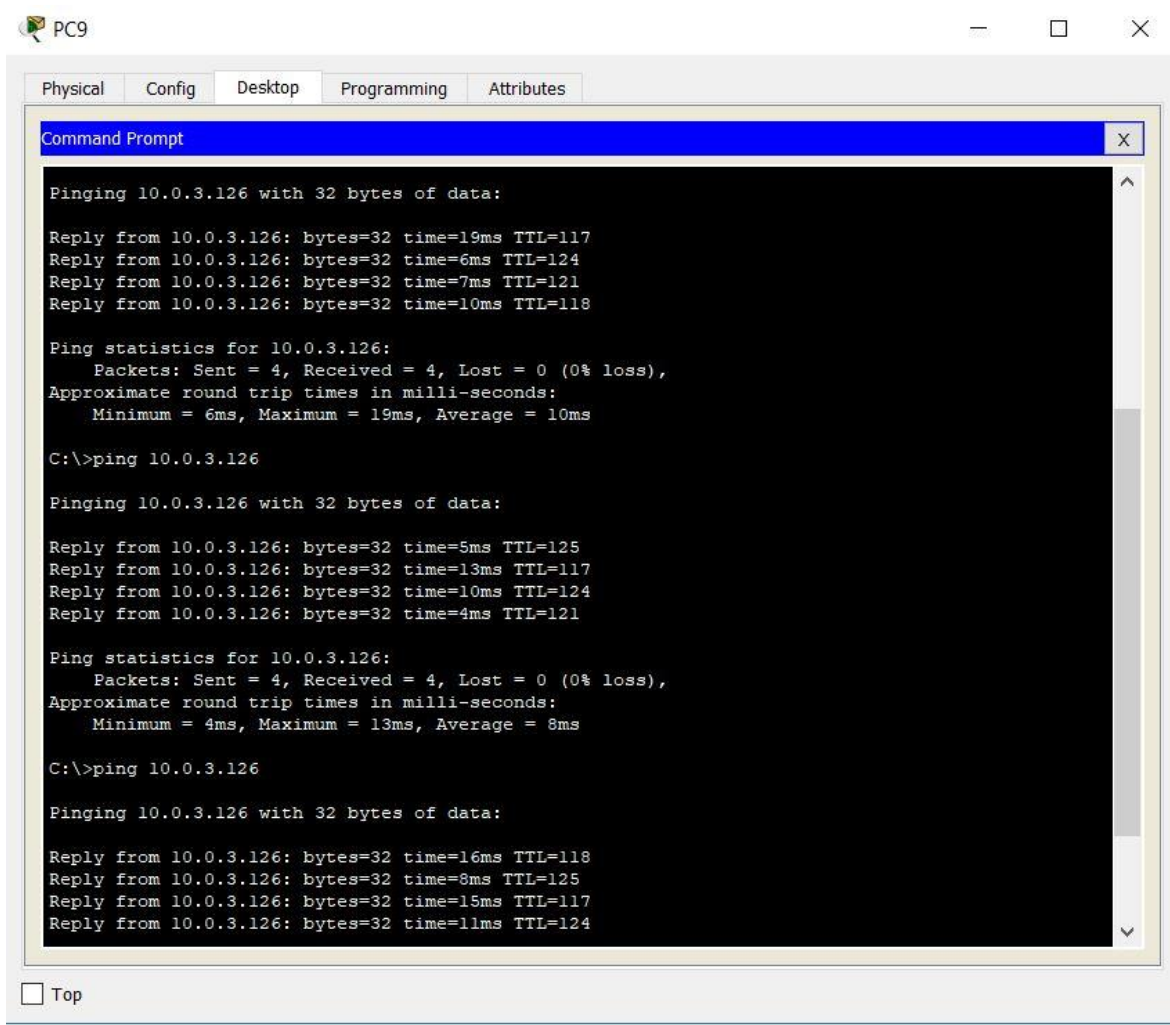 PC9
Physical Config Desktop Programming Attributes
Command Prompt X
Pinging 10.0.3.126 with 32 bytes of data:
Reply from 10.0.3.126: bytes=32 time=19ms TTL=117
Reply from 10.0.3.126: bytes=32 time=6ms TTL=124
Reply from 10.0.3.126: bytes=32 time=7ms TTL=121
Reply from 10.0.3.126: bytes=32 time=10ms TTL=118
Ping statistics for 10.0.3.126:
Packets: Sent = 4, Received = 4, Lost = 0 (0% loss),
Approximate round trip times in milli-seconds:
Minimum = 6ms, Maximum = 19ms, Average = 10ms
C:\>ping 10.0.3.126
Pinging 10.0.3.126 with 32 bytes of data:
Reply from 10.0.3.126: bytes=32 time=5ms TTL=125
Reply from 10.0.3.126: bytes=32 time=13ms TTL=117
Reply from 10.0.3.126: bytes=32 time=10ms TTL=124
Reply from 10.0.3.126: bytes=32 time=4ms TTL=121
Ping statistics for 10.0.3.126:
Packets: Sent = 4, Received = 4, Lost = 0 (0% loss),
Approximate round trip times in milli-seconds:
Minimum = 4ms, Maximum = 13ms, Average = 8ms
C:\>ping 10.0.3.126
Pinging 10.0.3.126 with 32 bytes of data:
Reply from 10.0.3.126: bytes=32 time=16ms TTL=118
Reply from 10.0.3.126: bytes=32 time=8ms TTL=125
Reply from 10.0.3.126: bytes=32 time=15ms TTL=117
Reply from 10.0.3.126: bytes=32 time=11ms TTL=124
Top